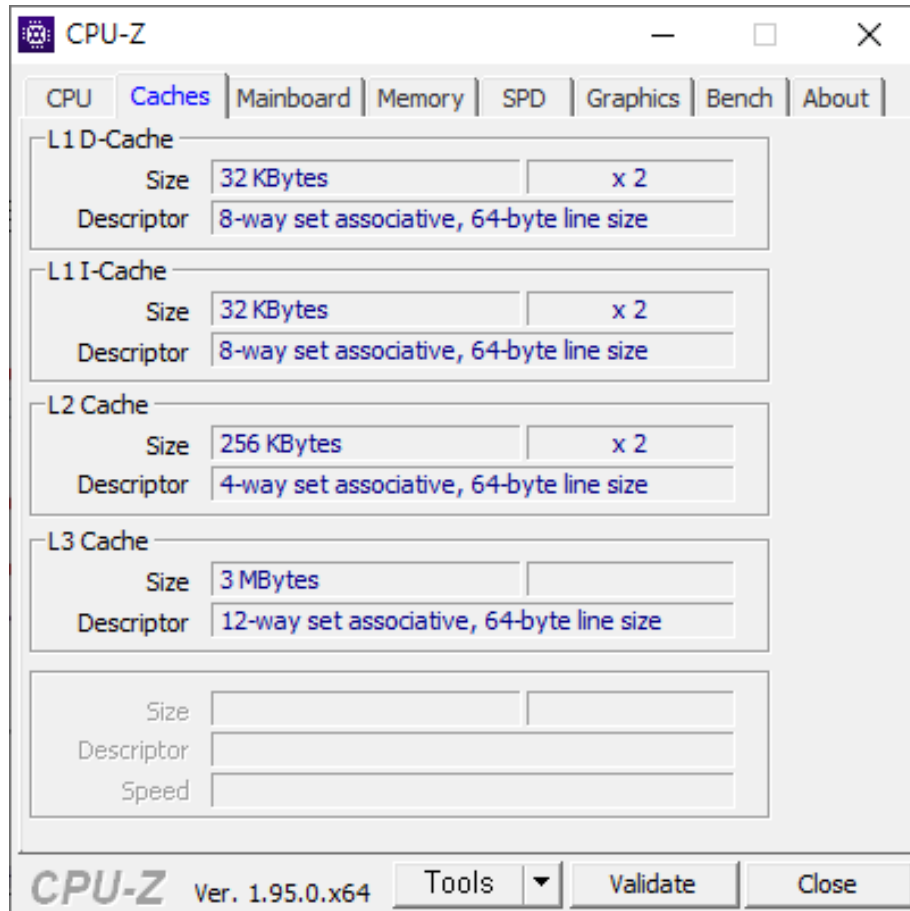 CPU-Z
CPU Caches Mainboard Memory SPD Graphics Bench About
L1 D-Cache
Size 32 KBytes x 2
Descriptor 8-way set associative, 64-byte line size
L1 I-Cache
Size 32 KBytes x 2
Descriptor 8-way set associative, 64-byte line size
L2 Cache
Size 256 KBytes x 2
Descriptor 4-way set associative, 64-byte line size
L3 Cache
Size 3 MBytes
Descriptor 12-way set associative, 64-byte line size
Size
Descriptor
Speed
CPU-Z Ver. 1.95.0.x64 Tools Validate Close